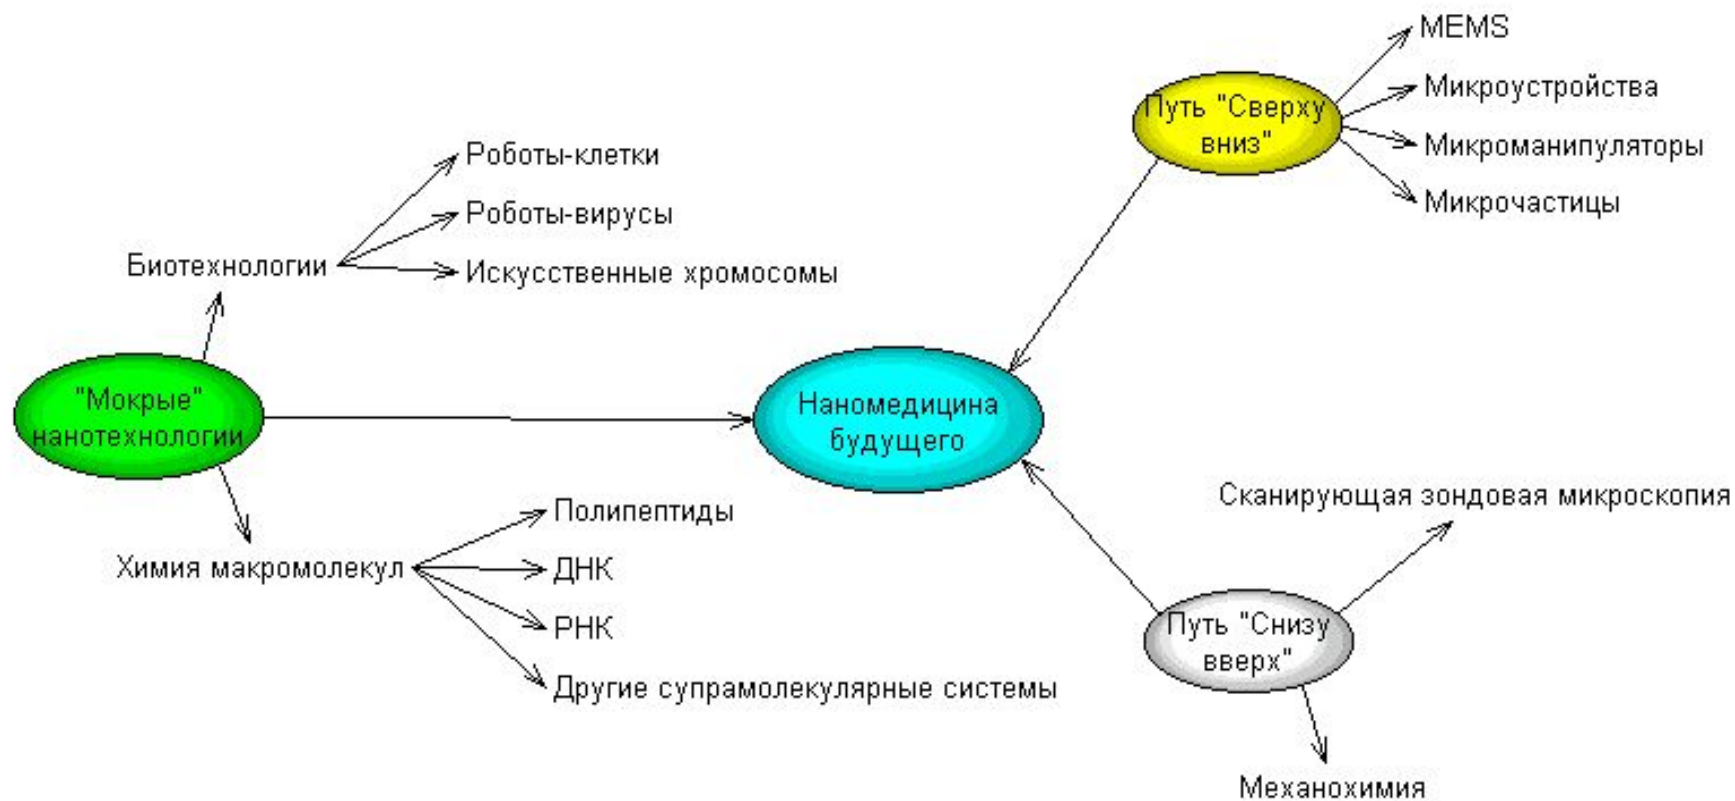 MEMS
Путь "Сверху
вниз"
Микроустройства
Микроманипуляторы
Микрочастицы
Роботы-клетки
Роботы-вирусы
Биотехнологии
Искусственные хромосомы
"Мокрые"
нанотехнологии
Наномедицина
будущего
Химия макромолекул
Полипептиды
ДНК
РНК
Другие супрамолекулярные системы
Сканирующая зондовая микроскопия
Путь "Снизу
вверх"
Механохимия